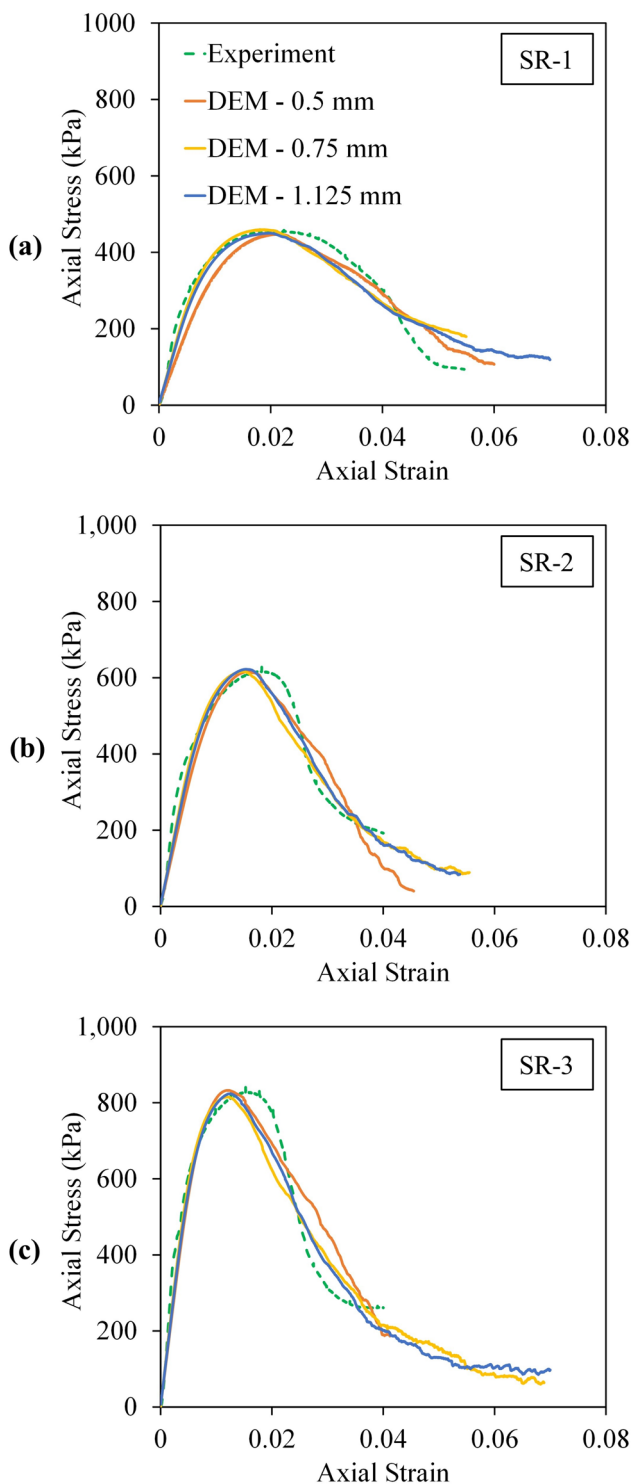 1000
800
600
400
200
0
Axial Stress (kPa)
Experiment
DEM - 0.5 mm
DEM - 0.75 mm
DEM - 1.125 mm
SR-1
(a)
0 0.02 0.04 0.06 0.08
Axial Strain
1,000
800
600
400
200
0
Axial Stress (kPa)
SR-2
(b)
0 0.02 0.04 0.06 0.08
Axial Strain
1,000
800
600
400
200
0
Axial Stress (kPa)
SR-3
(c)
0 0.02 0.04 0.06 0.08
Axial Strain